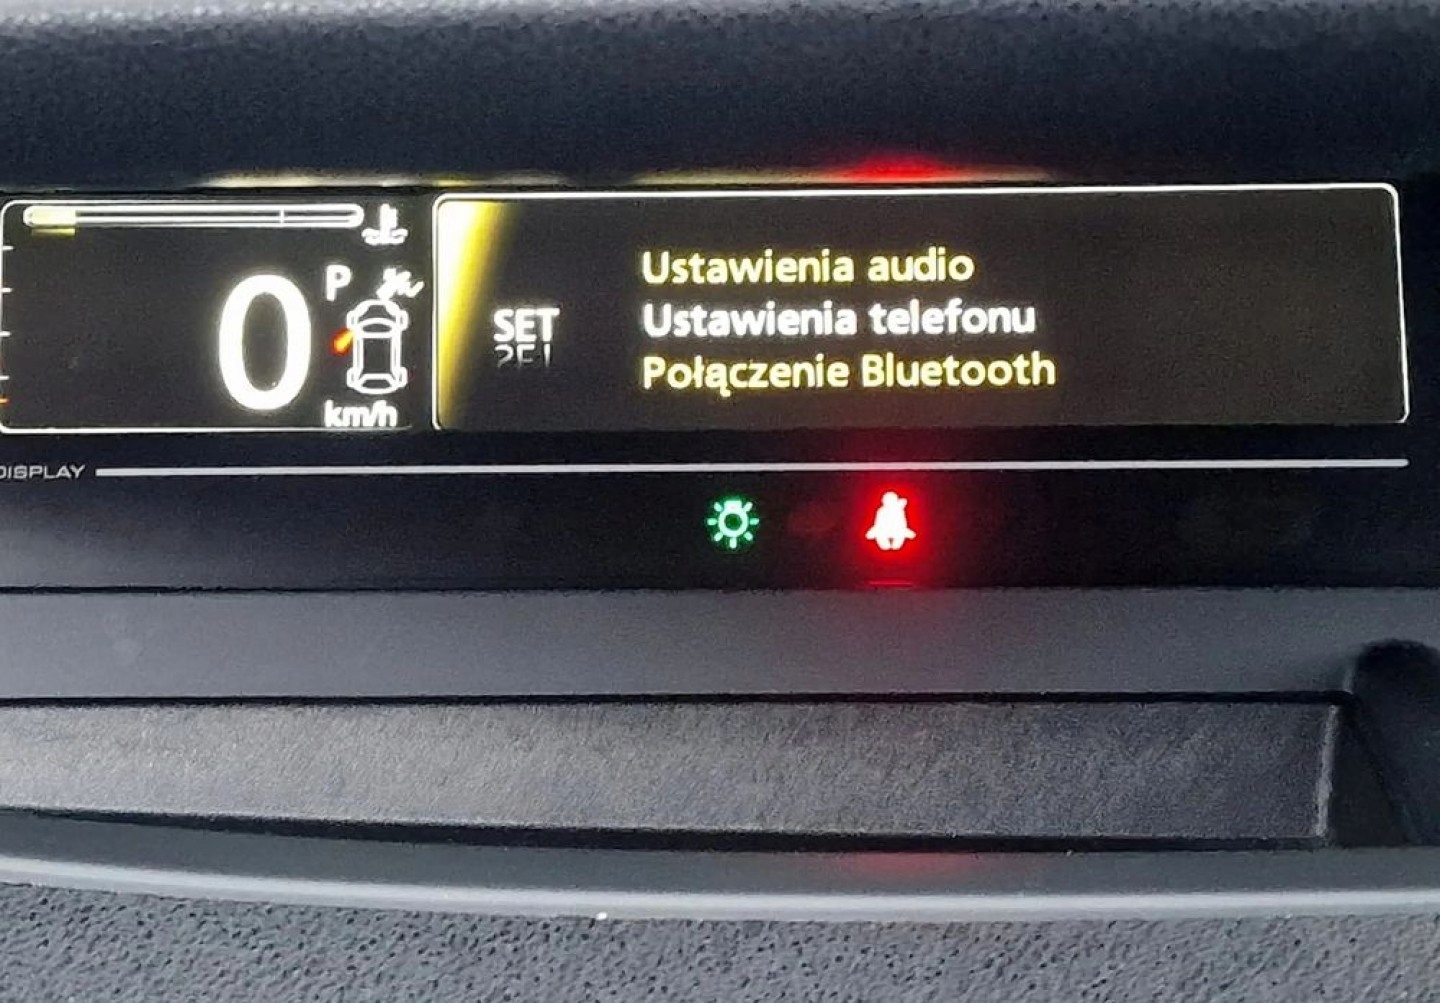 0
P
km/h
SET
Ustawienia audio
Ustawienia telefonu
Połączenie Bluetooth
DISPLAY